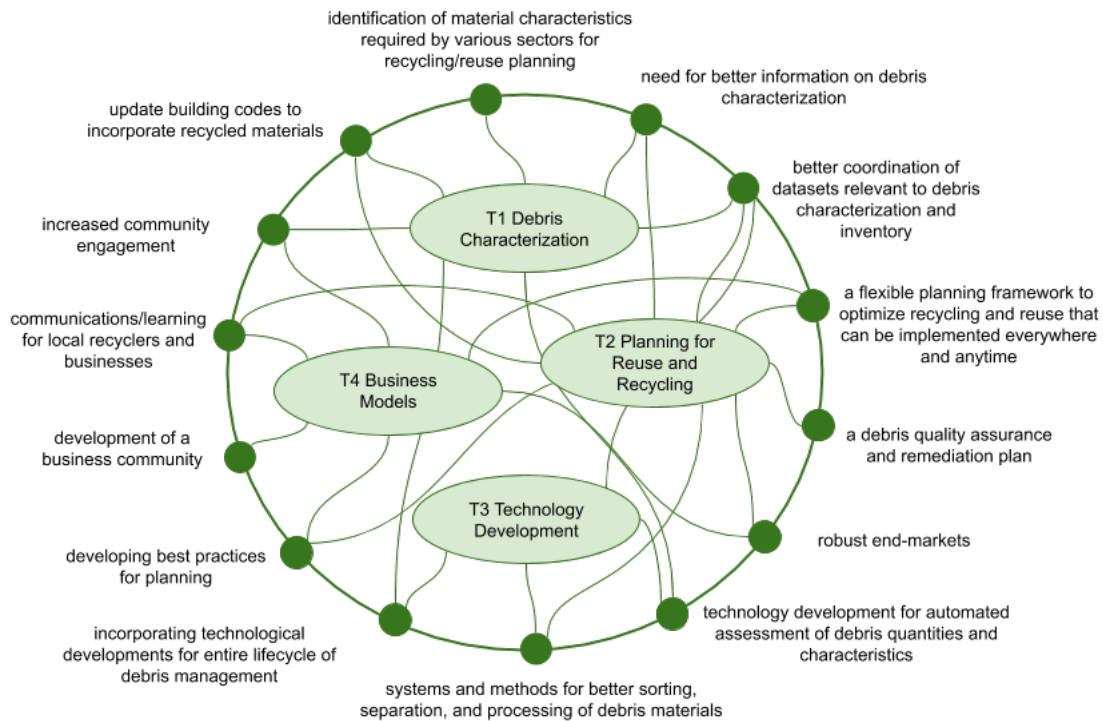 identification of material characteristics
required by various sectors for
recycling/reuse planning
need for better information on debris
characterization
update building codes to
incorporate recycled materials
better coordination of
datasets relevant to debris
characterization and
inventory
increased community
engagement
T1 Debris
Characterization
a flexible planning framework to
optimize recycling and reuse that
can be implemented everywhere
and anytime
communications/learning
for local recyclers and
businesses
T2 Planning for
Reuse and
Recycling
T4 Business
Models
development of a
business community
a debris quality assurance
and remediation plan
T3 Technology
Development
robust end-markets
developing best practices
for planning
technology development for automated
assessment of debris quantities and
characteristics
incorporating technological
developments for entire lifecycle of
debris management
systems and methods for better sorting,
separation, and processing of debris materials